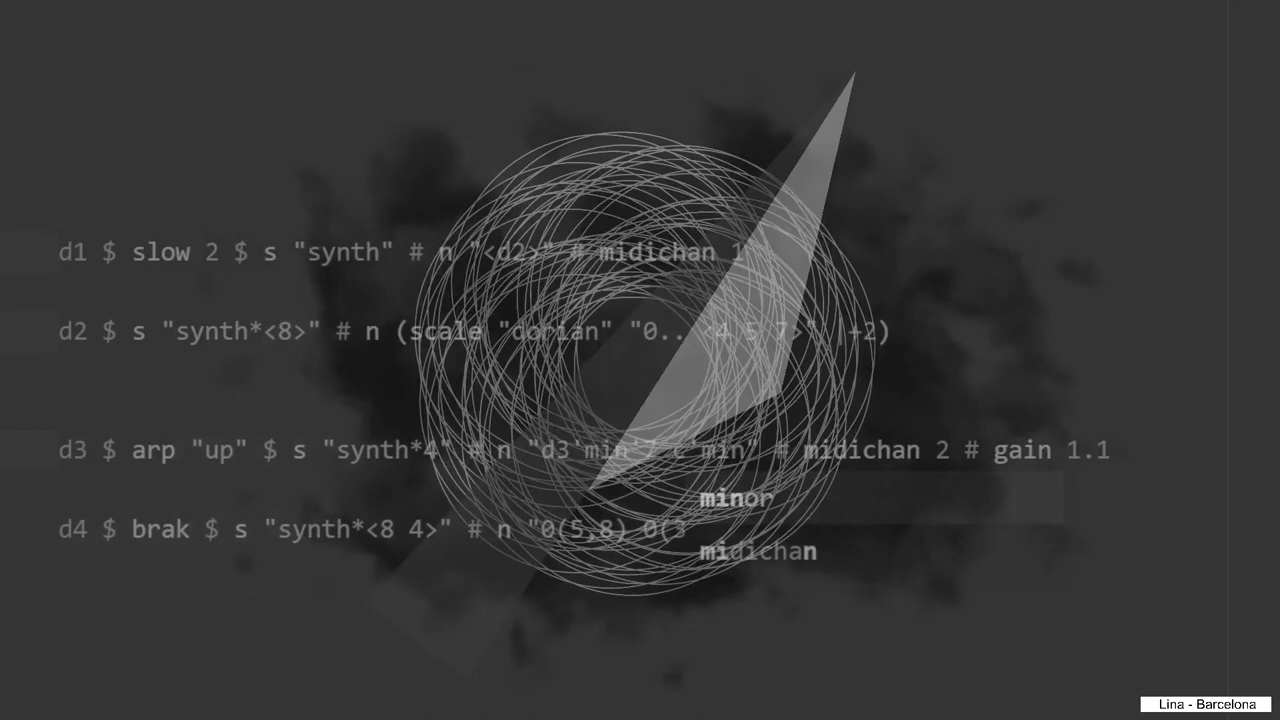 d1 $ slow 2 $ s "synth" # n "<d2>" # midichan 1
d2 $ s "synth*<8>" # n (scale "dorian" "0.. <4 5 7>" |+2)
d3 $ arp "up" $ s "synth*4" # n "d3'min'7 c'min" # midichan 2 # gain 1.1
minor
d4 $ brak $ s "synth*<8 4>" # n "0(5,8) 0(3
midichan
Lina - Barcelona